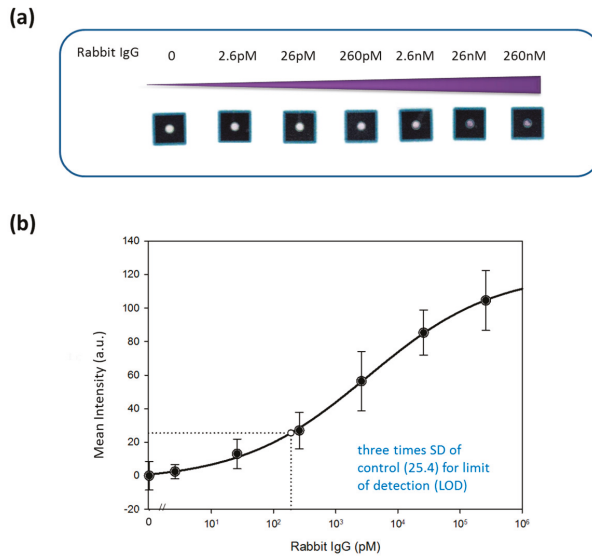 (a)
Rabbit IgG 0 2.6pM 26pM 260pM 2.6nM 26nM 260nM
(b)
140
120
100
80
60
40
20
0
-20
Mean Intensity (a.u.)
three times SD of
control (25.4) for limit
of detection (LOD)
0 // 10¹ 10² 10³ 10⁴ 10⁵ 10⁶
Rabbit IgG (pM)